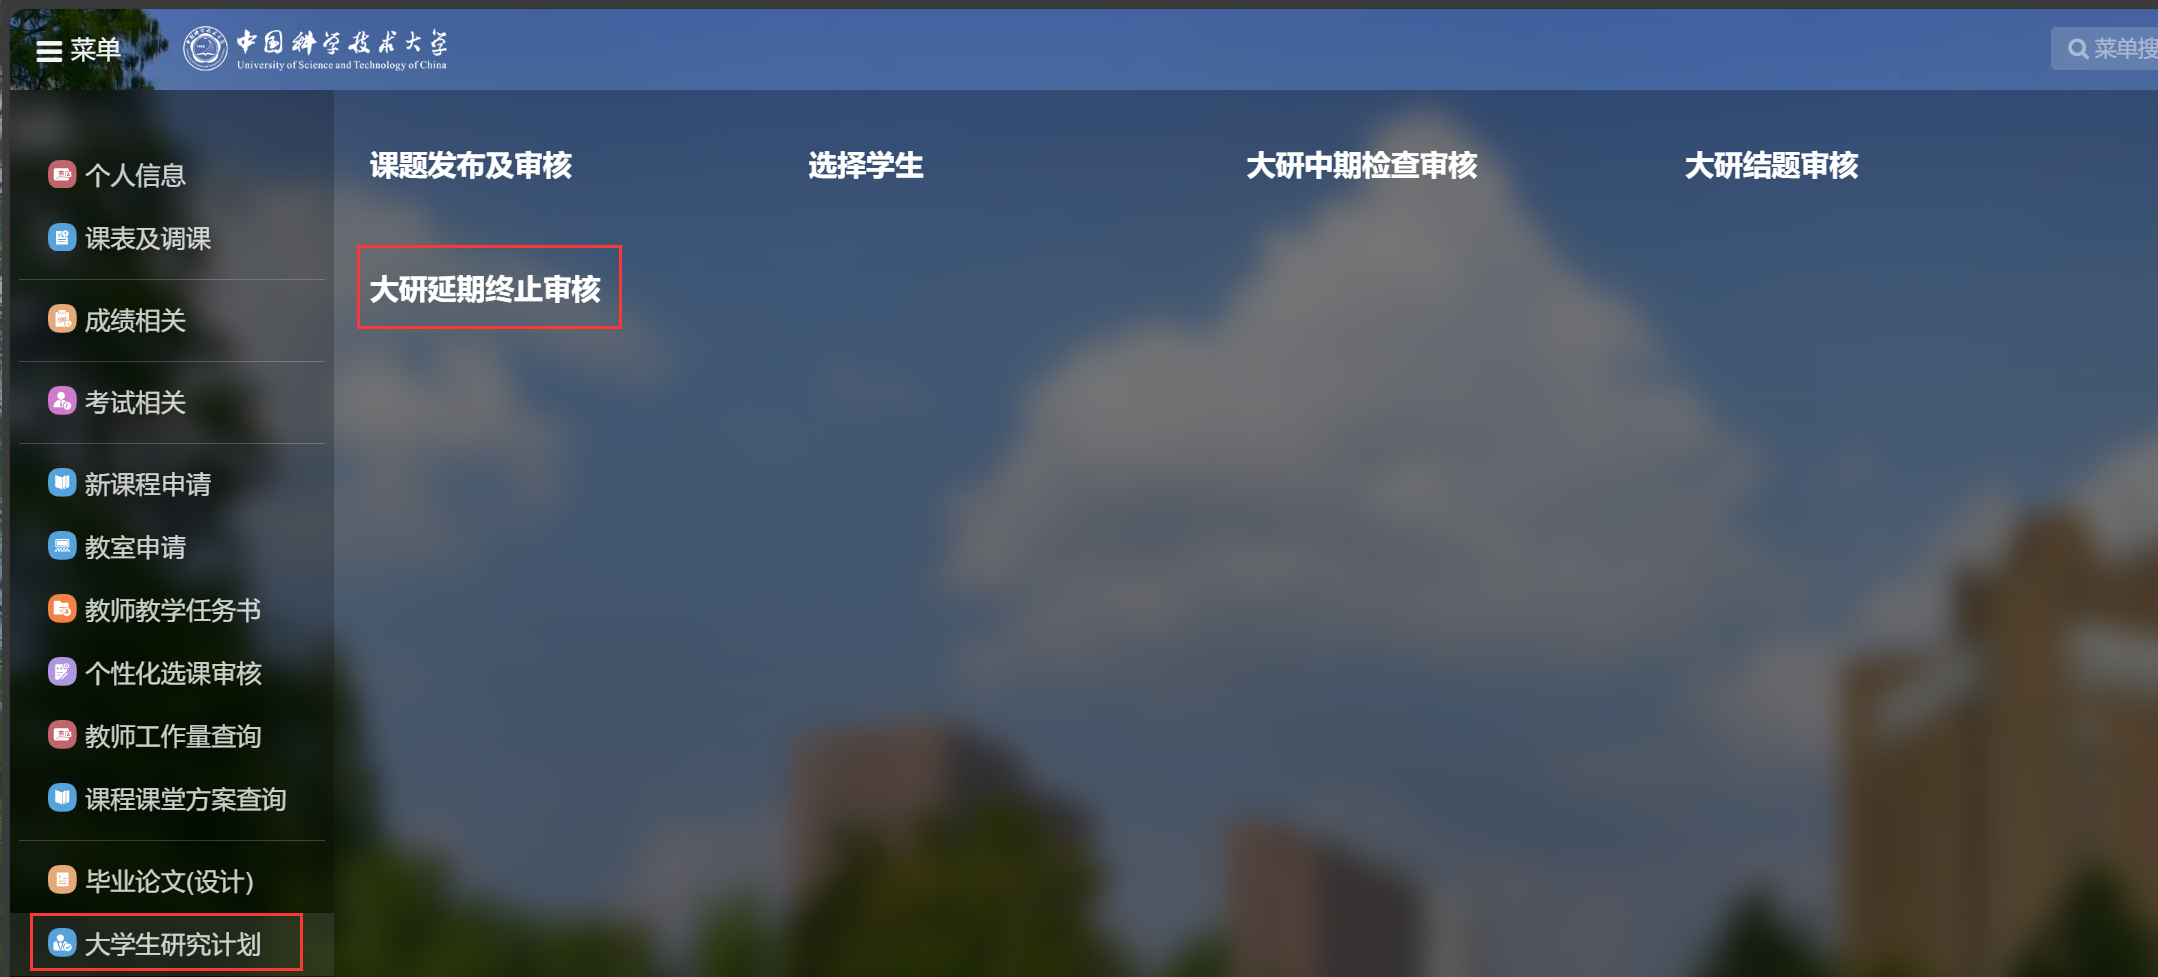 菜单
中国科学技术大学
University of Science and Technology of China
菜单搜
个人信息
课表及调课
成绩相关
考试相关
新课程申请
教室申请
教师教学任务书
个性化选课审核
教师工作量查询
课程课堂方案查询
毕业论文(设计)
大学生研究计划
课题发布及审核
选择学生
大研中期检查审核
大研结题审核
大研延期终止审核